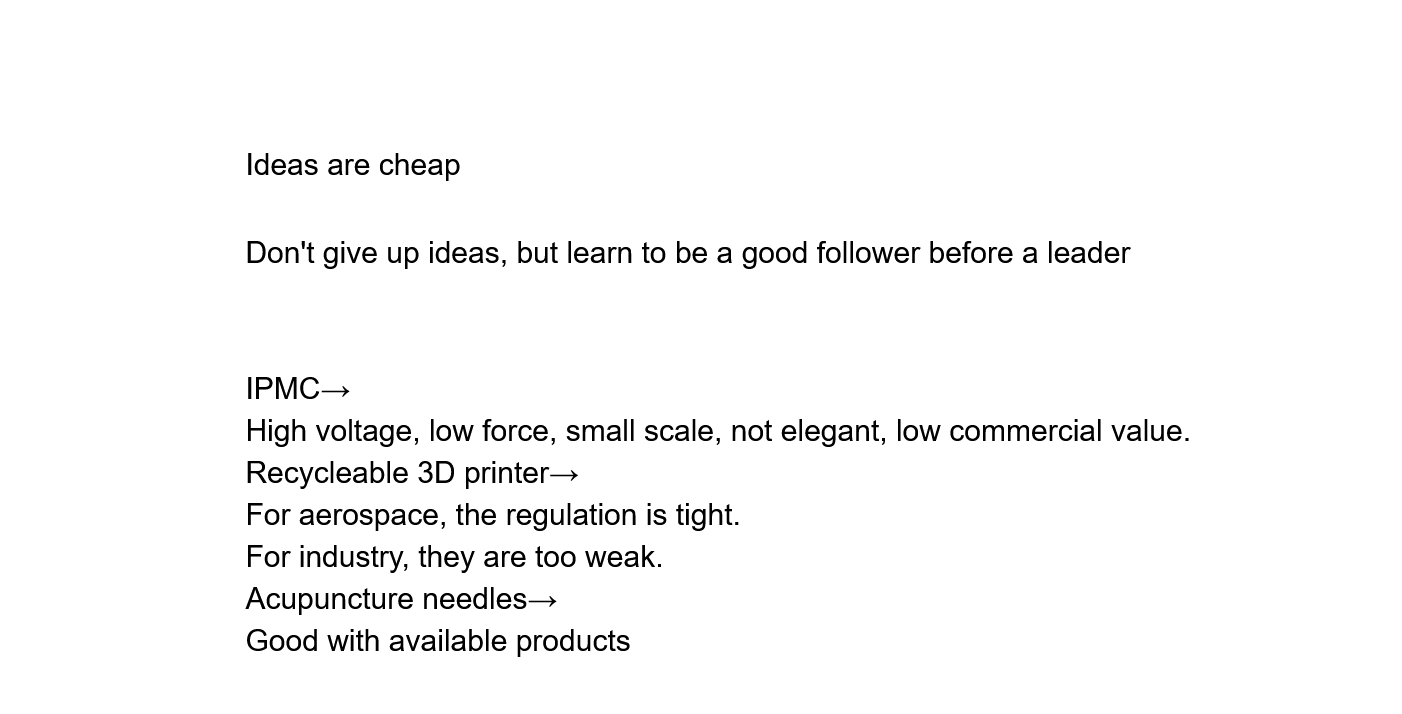 Ideas are cheap
Don't give up ideas, but learn to be a good follower before a leader
IPMC→
High voltage, low force, small scale, not elegant, low commercial value.
Recycleable 3D printer→
For aerospace, the regulation is tight.
For industry, they are too weak.
Acupuncture needles→
Good with available products